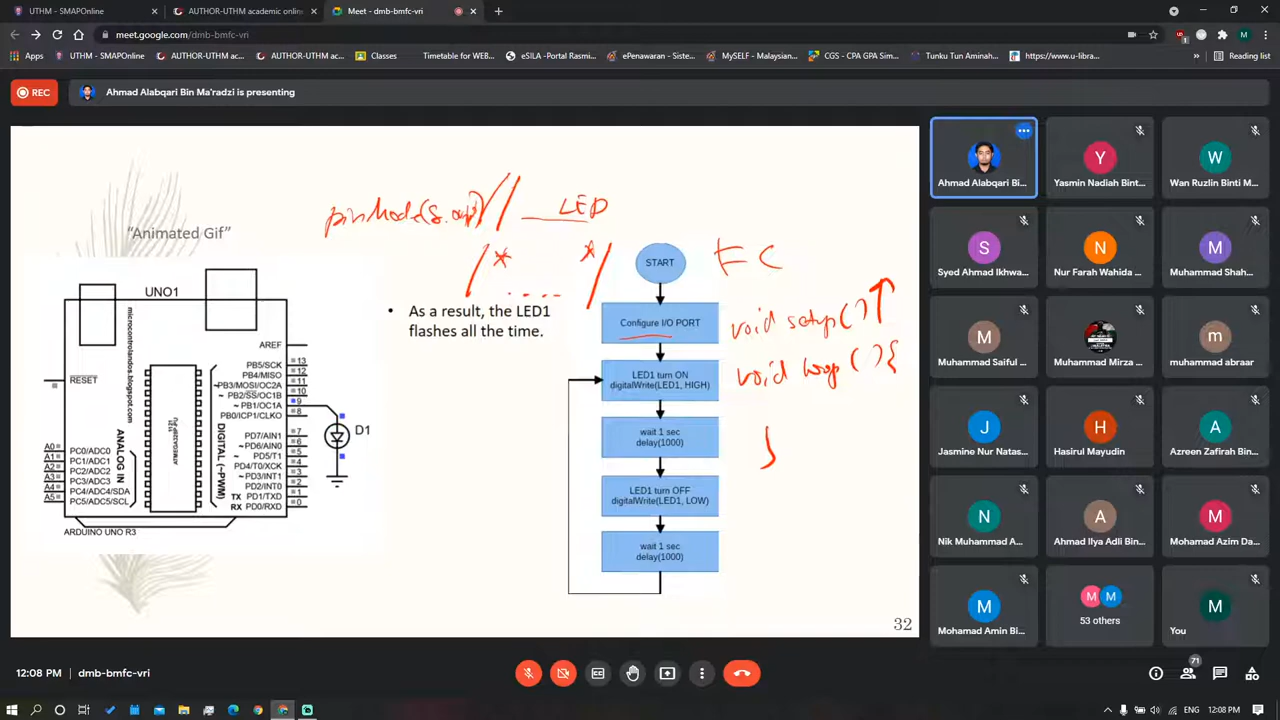 UTHM - SMAPOnline
AUTHOR-UTHM academic onlin
Meet - dmb-bmfc-vri
meet.google.com/dmb-bmfc-vri
Apps
UTHM - SMAPOnline
AUTHOR-UTHM ac...
AUTHOR-UTHM ac...
Classes
Timetable for WEB...
eSILA -Portal Rasmi...
ePenawaran - Siste...
MySELF - Malaysian...
CGS - CPA GPA Sim...
Tunku Tun Aminah...
https://www.u-libra...
»
Reading list
REC
Ahmad Alabqari Bin Ma'radzi is presenting
// LED
/* .... */
"Animated Gif"
UNO1
microcontrolandos.blogspot.com
AREF
RESET
PB5/SCK 13
PB4/MISO 12
~PB3/MOSI/OC2A 11
~ PB2/SS/OC1B 10
~ PB1/OC1A 9
PB0/ICP1/CLKO 8
PD7/AIN1 7
~ PD6/AIN0 6
~ PD5/T1 5
PD4/T0/XCK 4
~ PD3/INT1 3
PD2/INT0 2
TX PD1/TXD 1
RX PD0/RXD 0
DIGITAL (~PWM)
ANALOG IN
A0 PC0/ADC0
A1 PC1/ADC1
A2 PC2/ADC2
A3 PC3/ADC3
A4 PC4/ADC4/SDA
A5 PC5/ADC5/SCL
ARDUINO UNO R3
D1
• As a result, the LED1
flashes all the time.
START
FC
Configure I/O PORT
void setup()
LED1 turn ON
digitalWrite(LED1, HIGH)
void loop(){
wait 1 sec
delay(1000)
}
LED1 turn OFF
digitalWrite(LED1, LOW)
wait 1 sec
delay(1000)
32
Ahmad Alabqari Bi...
Y
Yasmin Nadiah Bint...
W
Wan Ruzlin Binti M...
S
Syed Ahmad Ikhwa...
N
Nur Farah Wahida ...
M
Muhammad Shah...
M
Muhammad Saiful ...
Muhammad Mirza ...
m
muhammad abraar
J
Jasmine Nur Natas...
H
Hasirul Mayudin
A
Azreen Zafirah Bin...
N
Nik Muhammad A...
A
Ahmad Ilya Adli Bin...
M
Mohamad Azim Da...
M
Mohamad Amin Bi...
M M
53 others
M
You
12:08 PM dmb-bmfc-vri
71
ENG 12:08 PM